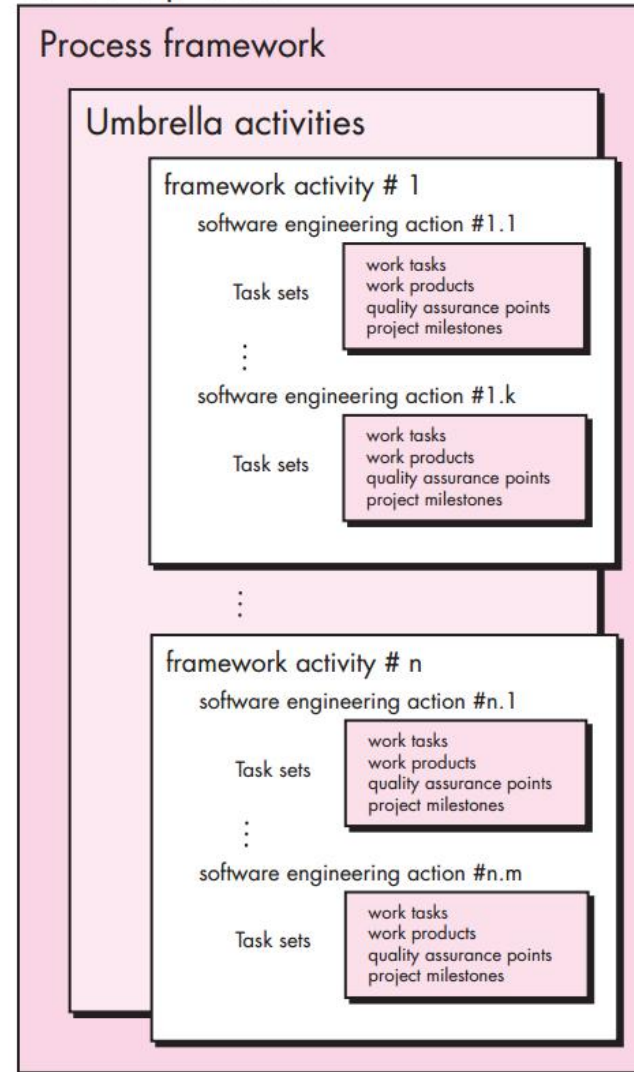 Process framework
Umbrella activities
framework activity # 1
software engineering action #1.1
Task sets
work tasks
work products
quality assurance points
project milestones
software engineering action #1.k
Task sets
work tasks
work products
quality assurance points
project milestones
framework activity # n
software engineering action #n.1
Task sets
work tasks
work products
quality assurance points
project milestones
software engineering action #n.m
Task sets
work tasks
work products
quality assurance points
project milestones